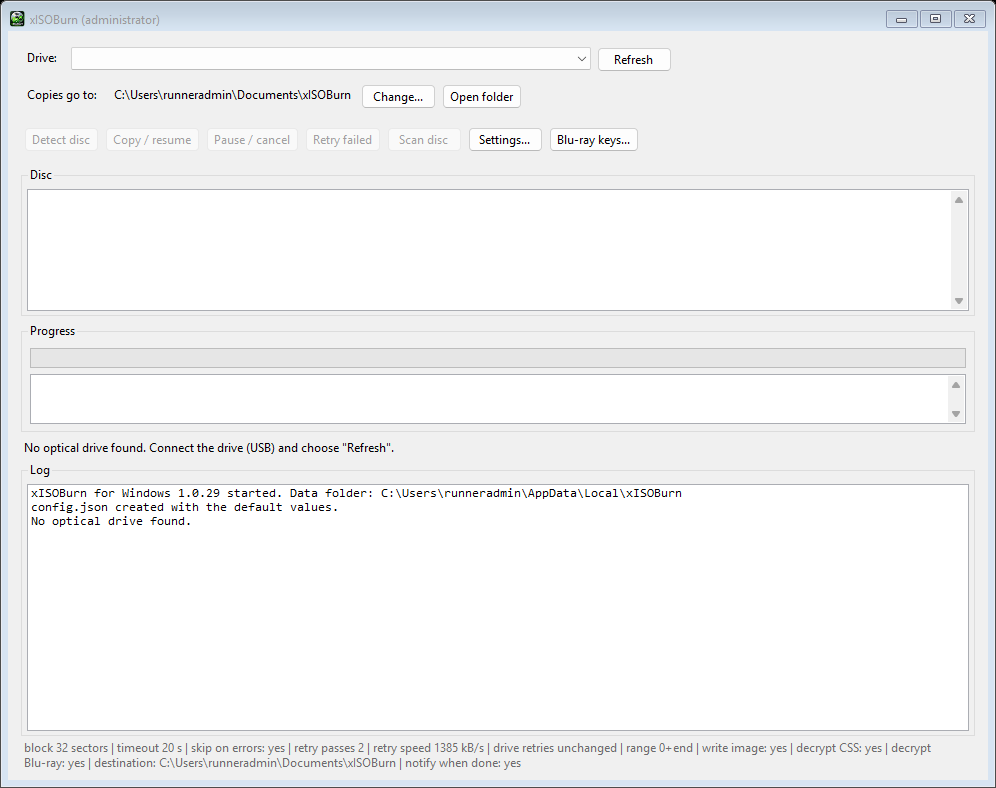 xISOBurn (administrator)
Drive:
Refresh
Copies go to: C:\Users\runneradmin\Documents\xISOBurn Change... Open folder
Detect disc Copy / resume Pause / cancel Retry failed Scan disc Settings... Blu-ray keys...
Disc
Progress
No optical drive found. Connect the drive (USB) and choose "Refresh".
Log
xISOBurn for Windows 1.0.29 started. Data folder: C:\Users\runneradmin\AppData\Local\xISOBurn
config.json created with the default values.
No optical drive found.
block 32 sectors | timeout 20 s | skip on errors: yes | retry passes 2 | retry speed 1385 kB/s | drive retries unchanged | range 0+end | write image: yes | decrypt CSS: yes | decrypt
Blu-ray: yes | destination: C:\Users\runneradmin\Documents\xISOBurn | notify when done: yes